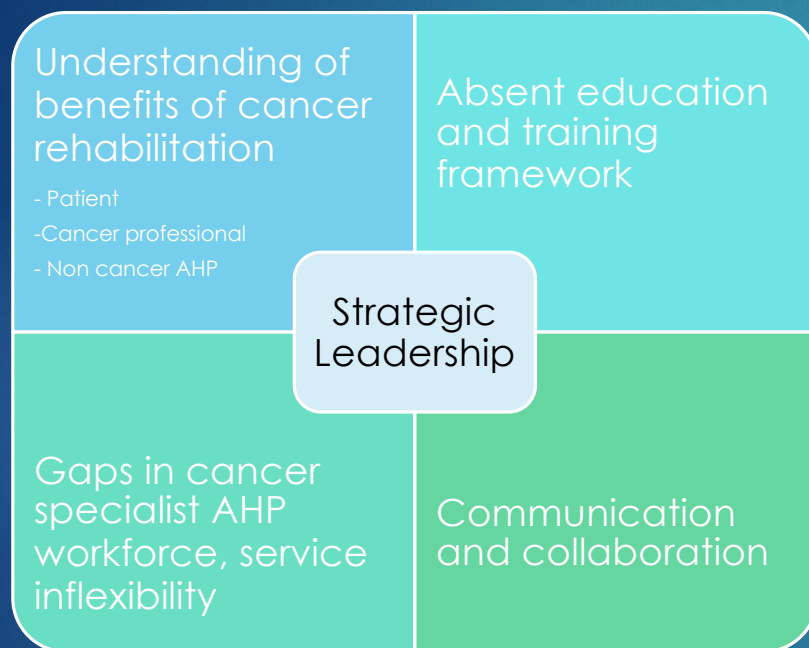 Understanding of
benefits of cancer
rehabilitation
- Patient
-Cancer professional
- Non cancer AHP
Absent education
and training
framework
Strategic
Leadership
Gaps in cancer
specialist AHP
workforce, service
inflexibility
Communication
and collaboration